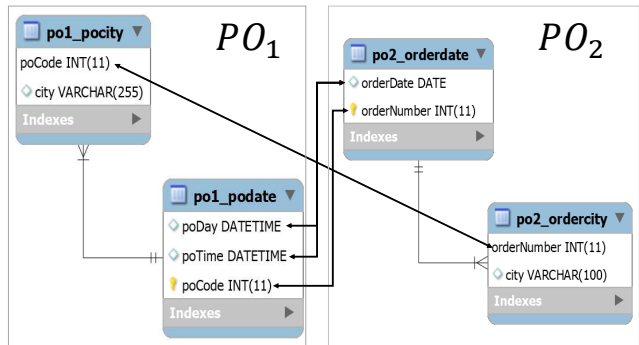 PO1
po1_pocity
poCode INT(11)
city VARCHAR(255)
Indexes
po1_podate
poDay DATETIME
poTime DATETIME
poCode INT(11)
Indexes
PO2
po2_orderdate
orderDate DATE
orderNumber INT(11)
Indexes
po2_ordercity
orderNumber INT(11)
city VARCHAR(100)
Indexes